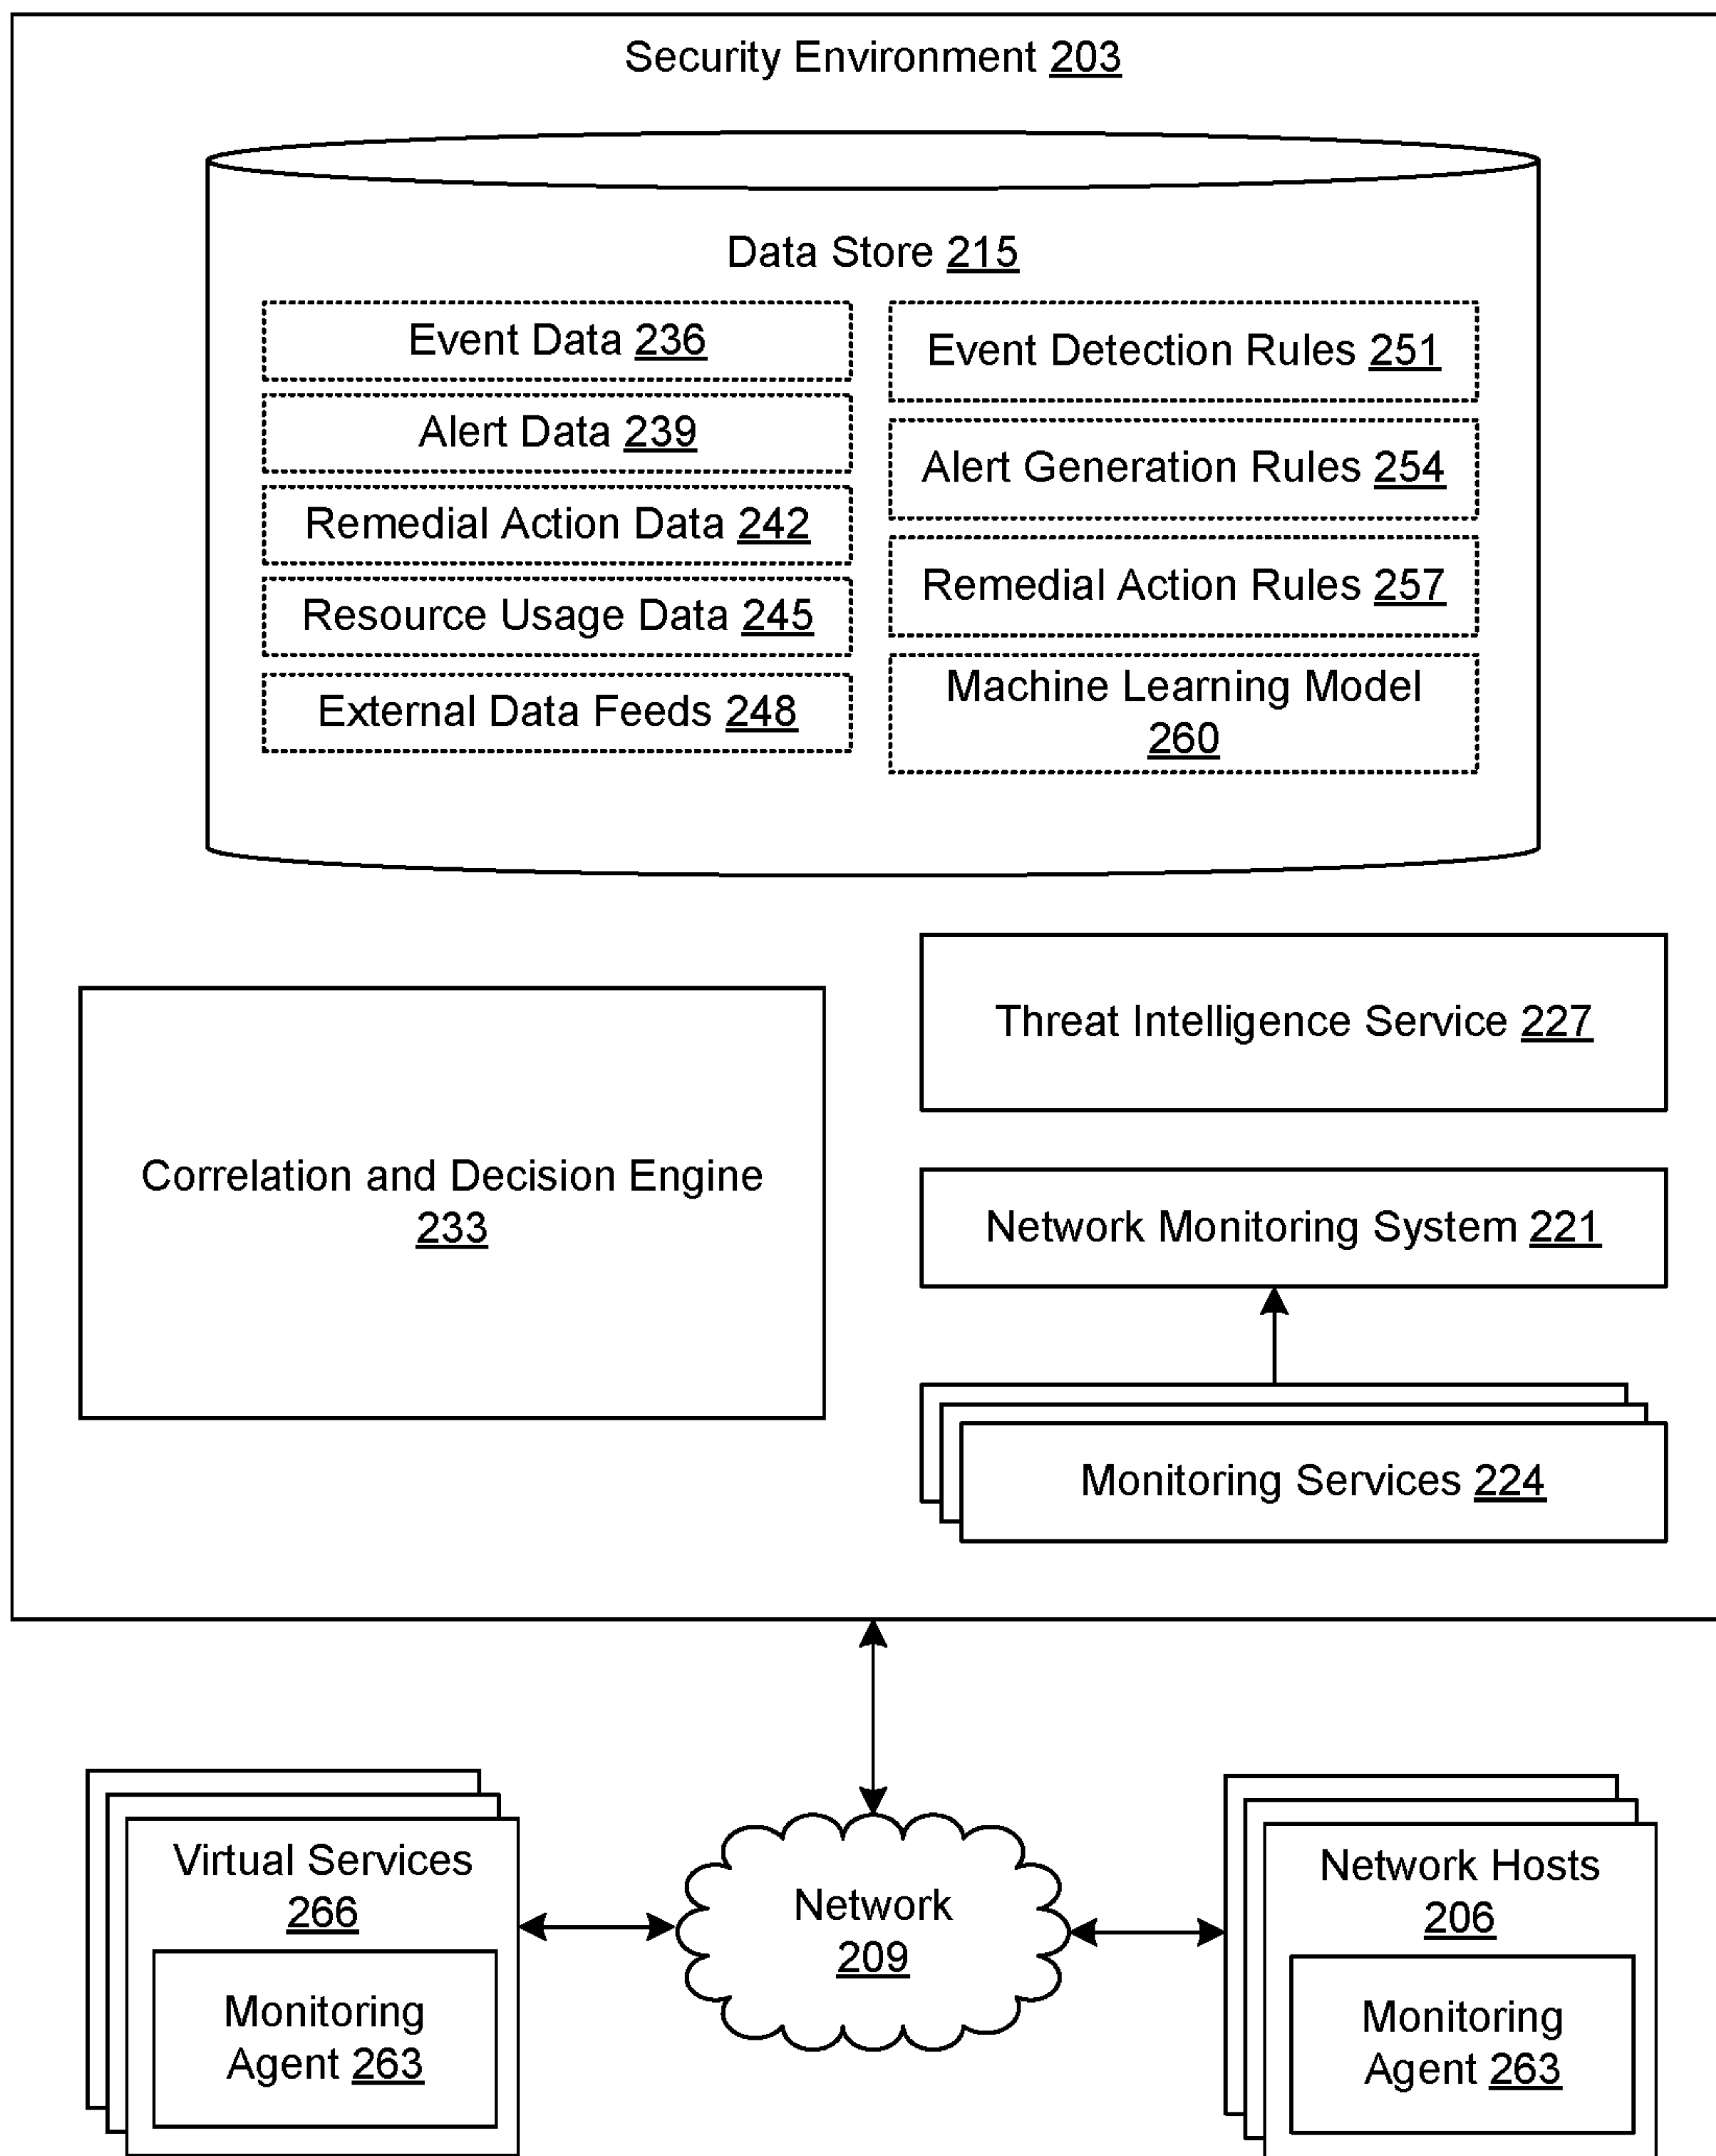 Security Environment 203
Data Store 215
Event Data 236
Alert Data 239
Remedial Action Data 242
Resource Usage Data 245
External Data Feeds 248
Event Detection Rules 251
Alert Generation Rules 254
Remedial Action Rules 257
Machine Learning Model
260
Correlation and Decision Engine
233
Threat Intelligence Service 227
Network Monitoring System 221
Monitoring Services 224
Virtual Services
266
Monitoring
Agent 263
Network
209
Network Hosts
206
Monitoring
Agent 263